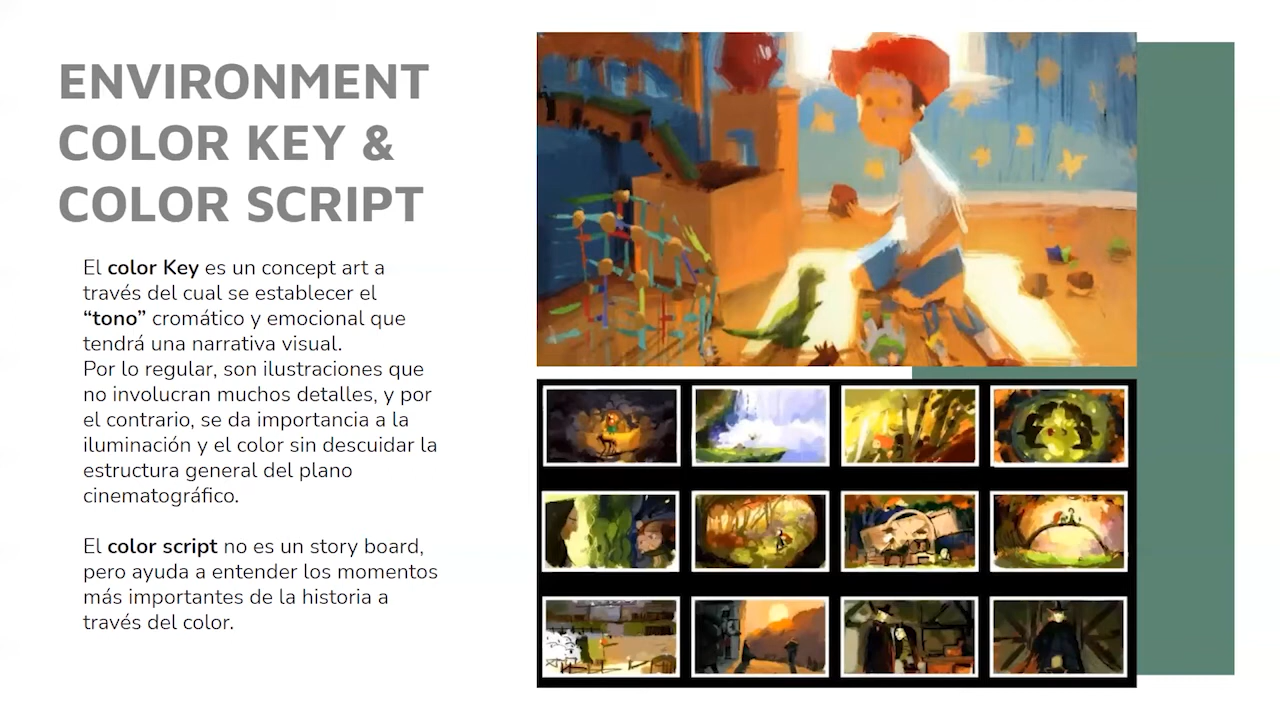 ENVIRONMENT
COLOR KEY &
COLOR SCRIPT
El color Key es un concept art a
través del cual se establecer el
“tono” cromático y emocional que
tendrá una narrativa visual.
Por lo regular, son ilustraciones que
no involucran muchos detalles, y por
el contrario, se da importancia a la
iluminación y el color sin descuidar la
estructura general del plano
cinematográfico.
El color script no es un story board,
pero ayuda a entender los momentos
más importantes de la historia a
través del color.